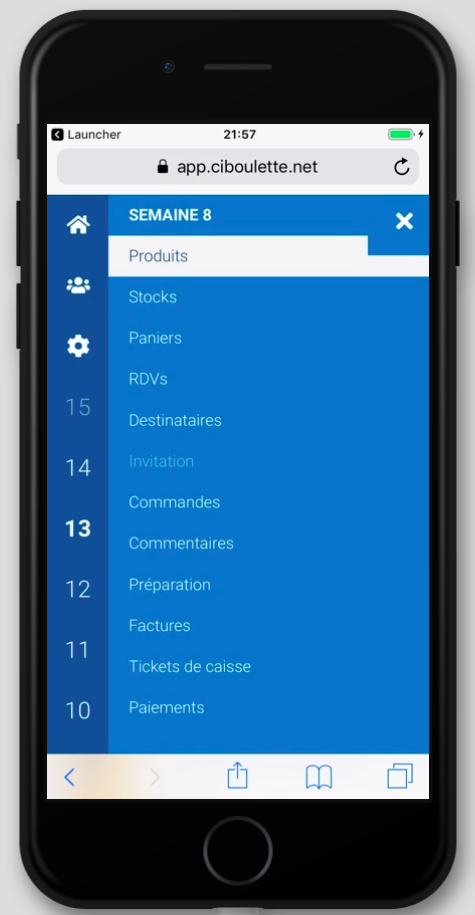 Launcher
21:57
app.ciboulette.net
SEMAINE 8
Produits
Stocks
Paniers
RDVs
Destinataires
Invitation
Commandes
Commentaires
Préparation
Factures
Tickets de caisse
Paiements
15
14
13
12
11
10